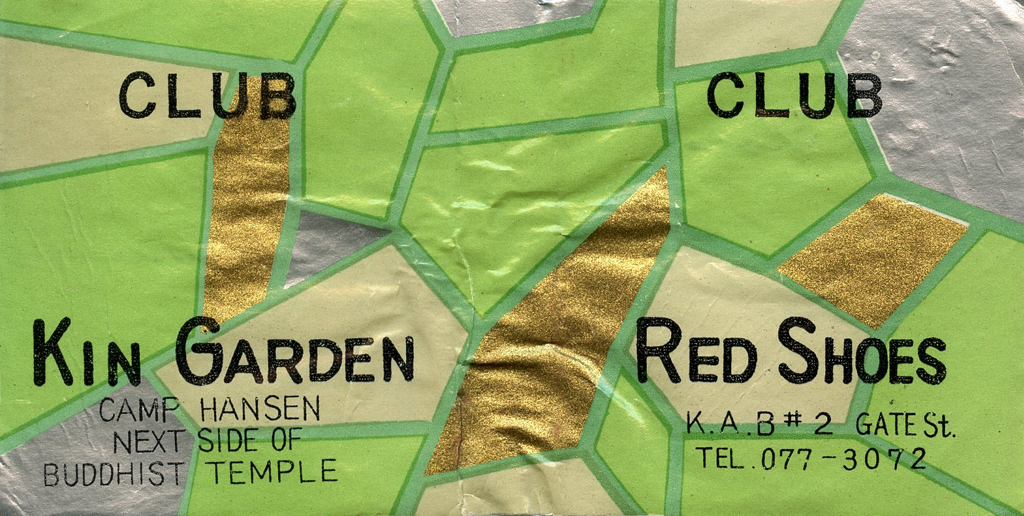 CLUB
KIN GARDEN
CAMP HANSEN
NEXT SIDE OF
BUDDHIST TEMPLE
CLUB
RED SHOES
K.A.B # 2 GATE St.
TEL. 077-3072